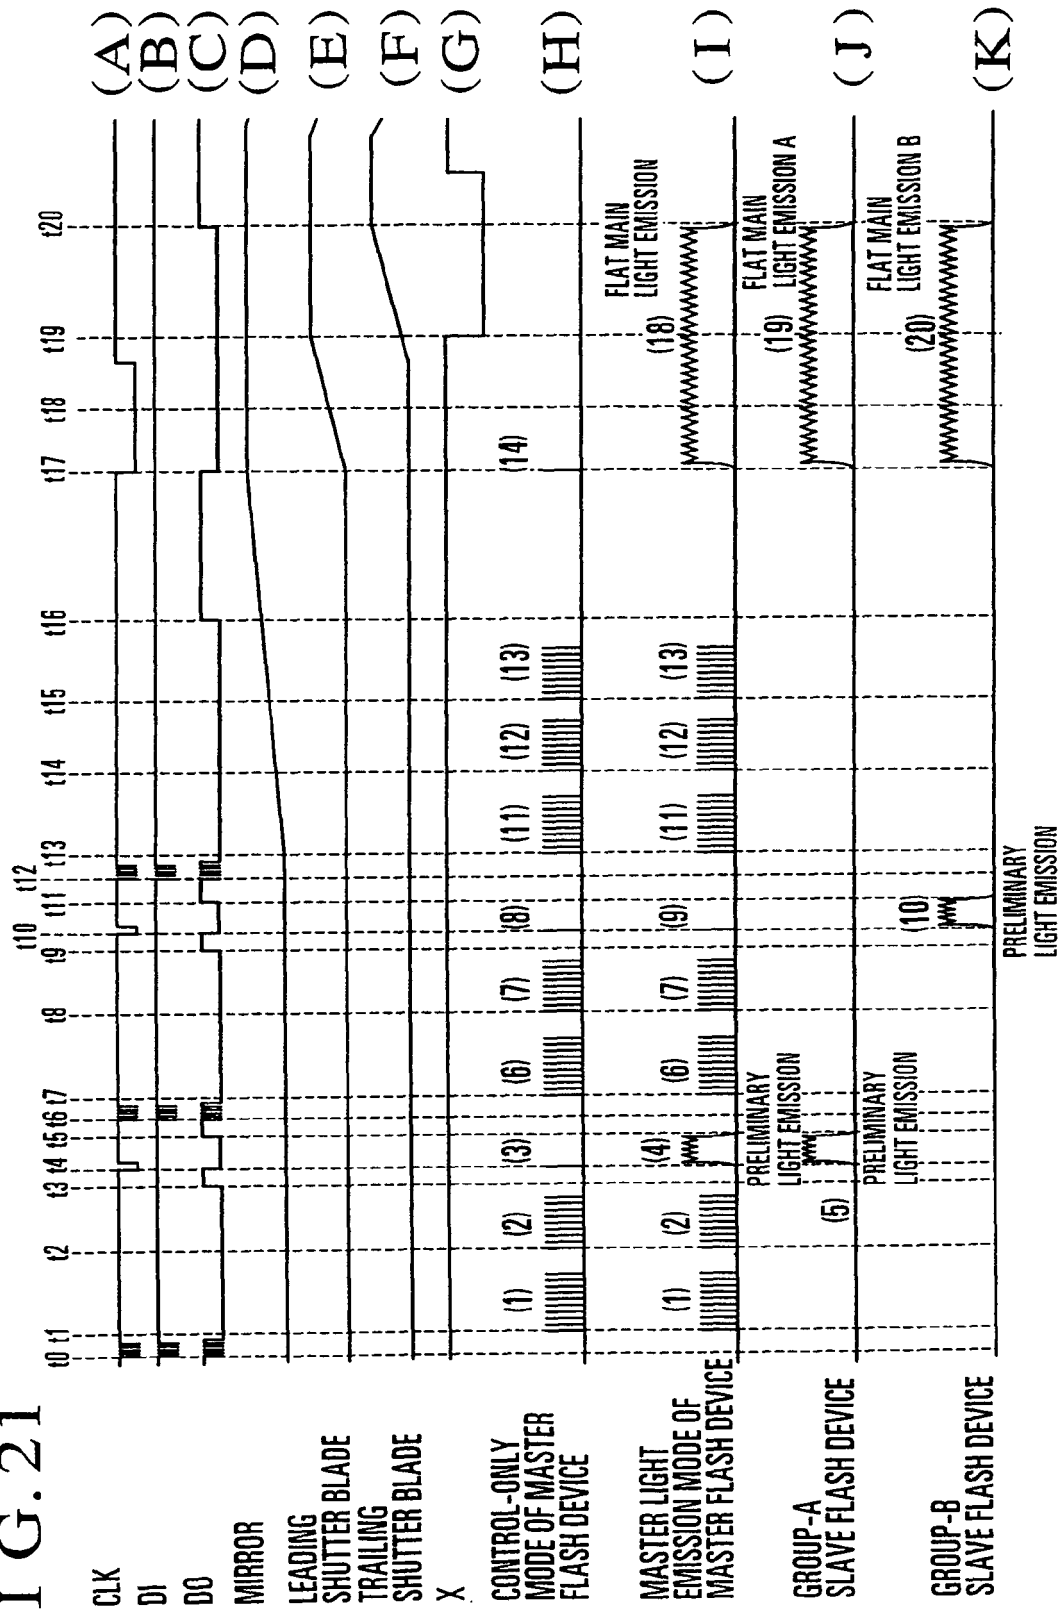 I G. 21
t0 t1 t2 t3 t4 t5 t6 t7 t8 t9 t10 t11 t12 t13 t14 t15 t16 t17 t18 t19 t20
CLK (A)
DI (B)
DO (C)
MIRROR (D)
LEADING
SHUTTER BLADE (E)
TRAILING
SHUTTER BLADE (F)
X (G)
CONTROL-ONLY
MODE OF MASTER
FLASH DEVICE
(1) (2) (3) (6) (7) (8) (11) (12) (13) (14) (H)
MASTER LIGHT
EMISSION MODE OF
MASTER FLASH DEVICE
(1) (2) (4) (6) (7) (9) (11) (12) (13) (18) (I)
PRELIMINARY
LIGHT EMISSION
FLAT MAIN
LIGHT EMISSION
GROUP-A
SLAVE FLASH DEVICE
(5) (19) (J)
PRELIMINARY
LIGHT EMISSION
FLAT MAIN
LIGHT EMISSION A
GROUP-B
SLAVE FLASH DEVICE
(10) (20) (K)
PRELIMINARY
LIGHT EMISSION
FLAT MAIN
LIGHT EMISSION B